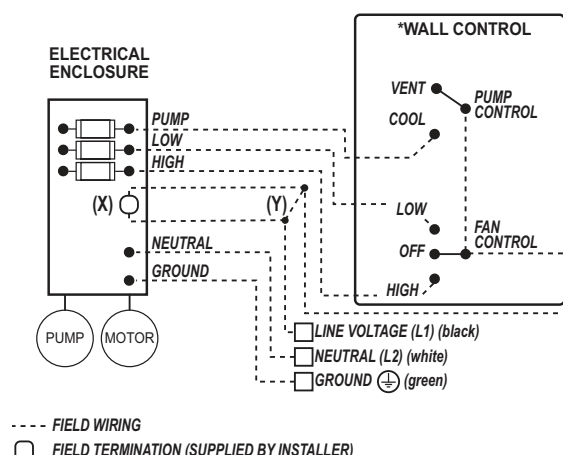 *WALL CONTROL
ELECTRICAL
ENCLOSURE
VENT
PUMP
CONTROL
COOL
PUMP
LOW
HIGH
(X)
(Y)
LOW
FAN
CONTROL
OFF
NEUTRAL
GROUND
HIGH
PUMP
MOTOR
LINE VOLTAGE (L1) (black)
NEUTRAL (L2) (white)
GROUND (green)
FIELD WIRING
FIELD TERMINATION (SUPPLIED BY INSTALLER)